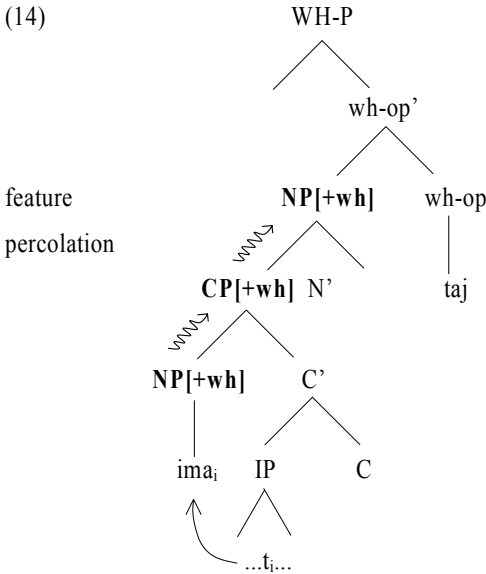 (14) WH-P
wh-op’
feature NP[+wh] wh-op
percolation
CP[+wh] N’ taj
NP[+wh] C’
imaᵢ IP C
...tᵢ...